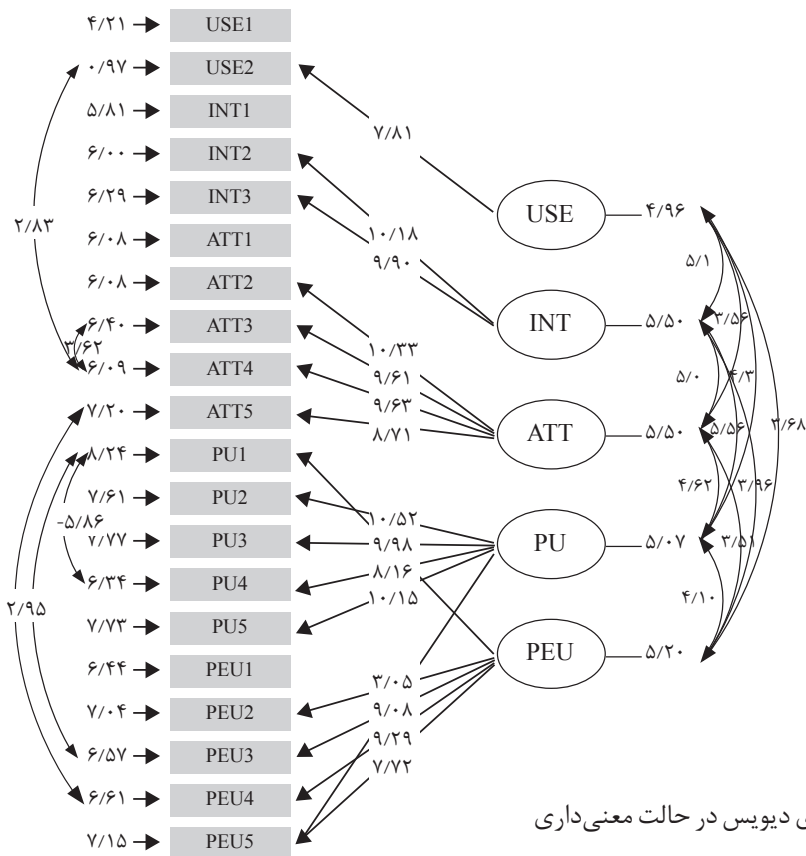 ۴/۲۱ USE1
۰/۹۷ USE2
۵/۸۱ INT1
۷/۸۱
۶/۰۰ INT2
۶/۲۹ INT3
USE ۴/۹۶
۲/۸۳
۶/۰۸ ATT1
۱۰/۱۸
۹/۹۰
۵/۱
۶/۰۸ ATT2
۶/۴۰ ATT3
INT ۵/۵۰
۳/۵۶
۳/۶۲
۱۰/۳۳
۶/۰۹ ATT4
۹/۶۱
۵/۰
۴/۳
۹/۶۳
۷/۲۰ ATT5
۸/۷۱
ATT ۵/۵۰
۵/۵۶
۳/۶۸
۸/۲۴ PU1
۴/۶۲
۳/۹۶
۷/۶۱ PU2
-۵/۸۶
۱۰/۵۲
۷/۷۷ PU3
۹/۹۸
PU ۵/۰۷
۳/۵۱
۶/۳۴ PU4
۸/۱۶
۲/۹۵
۱۰/۱۵
۴/۱۰
۷/۷۳ PU5
PEU ۵/۲۰
۶/۴۴ PEU1
۳/۰۵
۷/۰۴ PEU2
۹/۰۸
۶/۵۷ PEU3
۹/۲۹
۷/۷۲
۶/۶۱ PEU4
دیویس در حالت معنی‌داری
۷/۱۵ PEU5